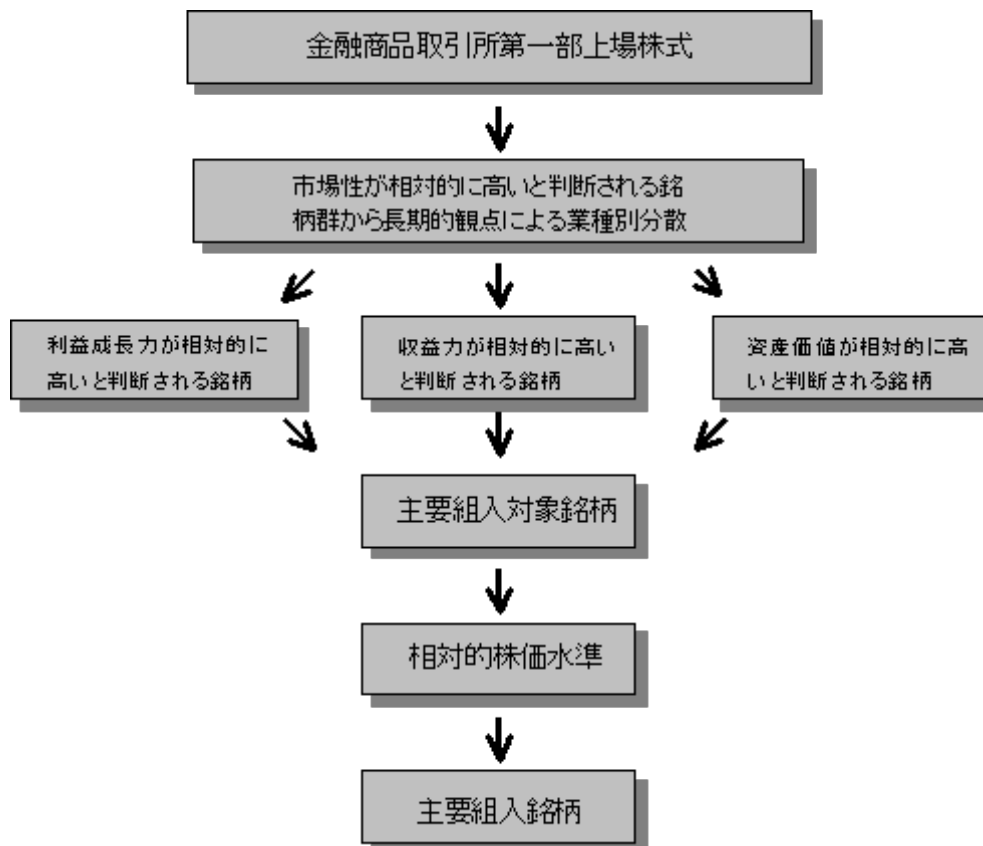 金融商品取引所第一部上場株式
市場性が相対的に高いと判断される銘
柄群から長期的観点による業種別分散
利益成長力が相対的に
高いと判断される銘柄
収益力が相対的に高い
と判断される銘柄
資産価値が相対的に高
いと判断される銘柄
主要組入対象銘柄
相対的株価水準
主要組入銘柄